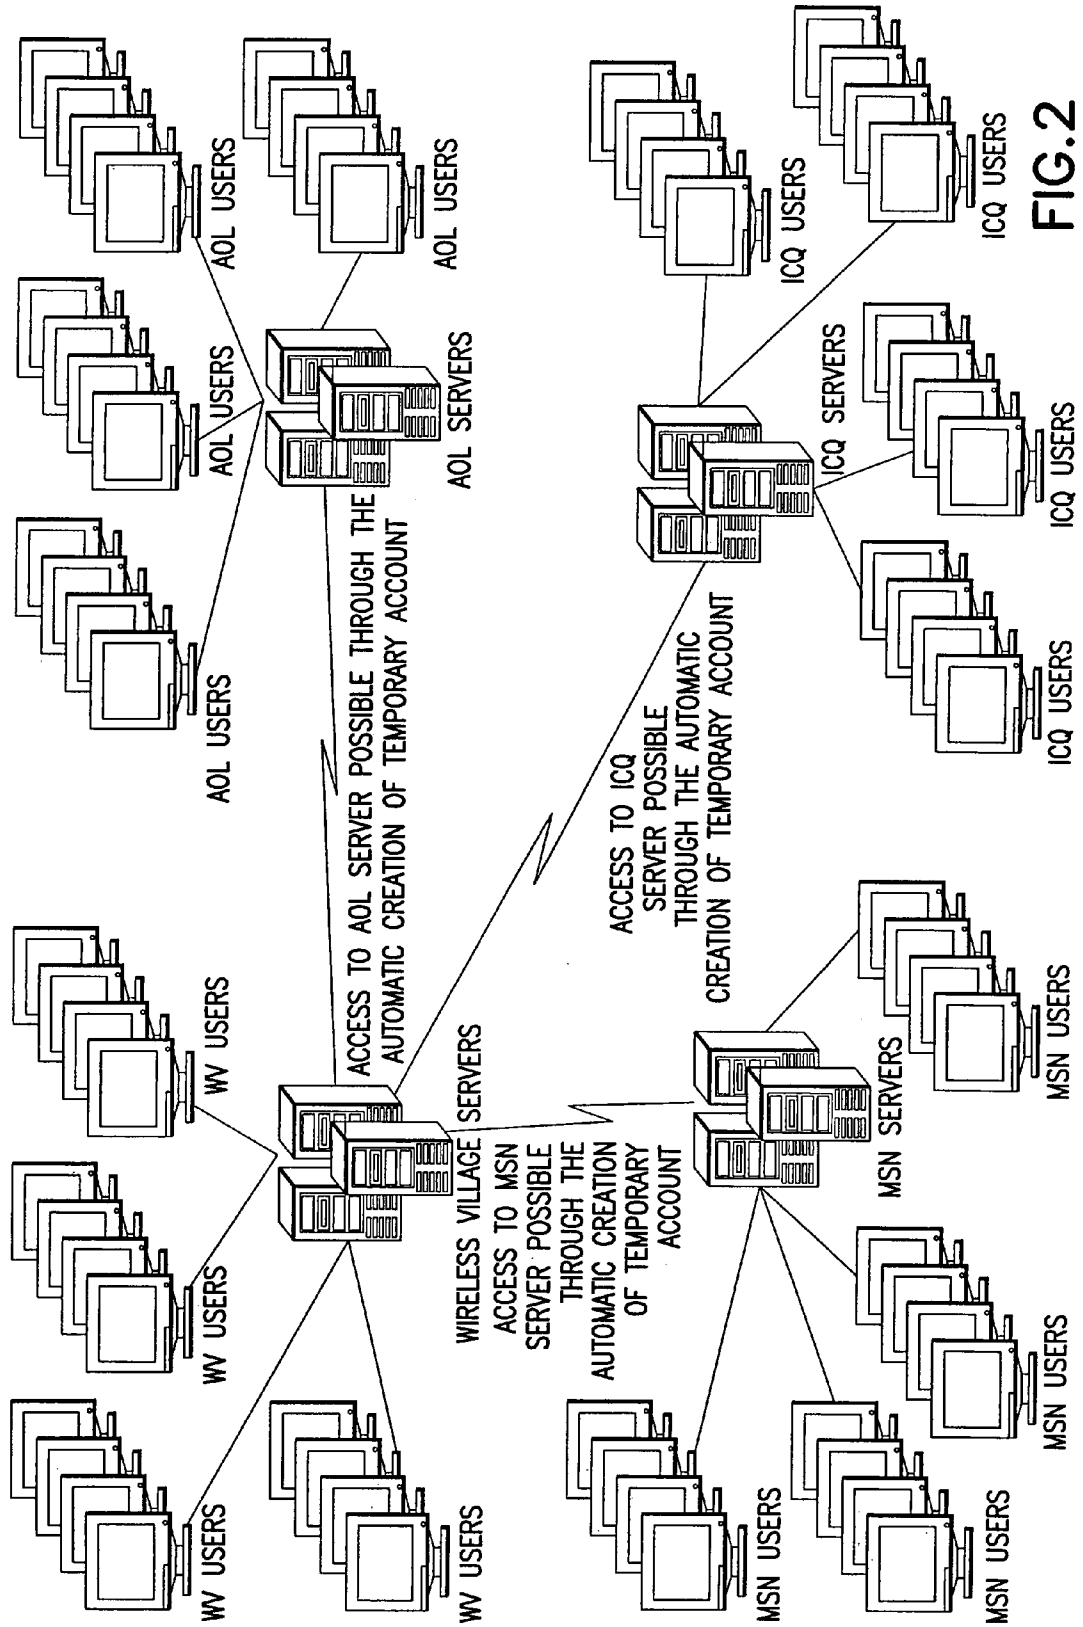 WV USERS
WV USERS
WV USERS
AOL USERS
AOL USERS
AOL USERS
WV USERS
WIRELESS VILLAGE SERVERS
ACCESS TO AOL SERVER POSSIBLE THROUGH THE
AUTOMATIC CREATION OF TEMPORARY ACCOUNT
AOL SERVERS
AOL USERS
ACCESS TO MSN
SERVER POSSIBLE
THROUGH THE
AUTOMATIC CREATION
OF TEMPORARY
ACCOUNT
ACCESS TO ICQ
SERVER POSSIBLE
THROUGH THE AUTOMATIC
CREATION OF TEMPORARY ACCOUNT
MSN USERS
MSN SERVERS
ICQ SERVERS
ICQ USERS
MSN USERS
MSN USERS
MSN USERS
ICQ USERS
ICQ USERS
ICQ USERS
FIG.2